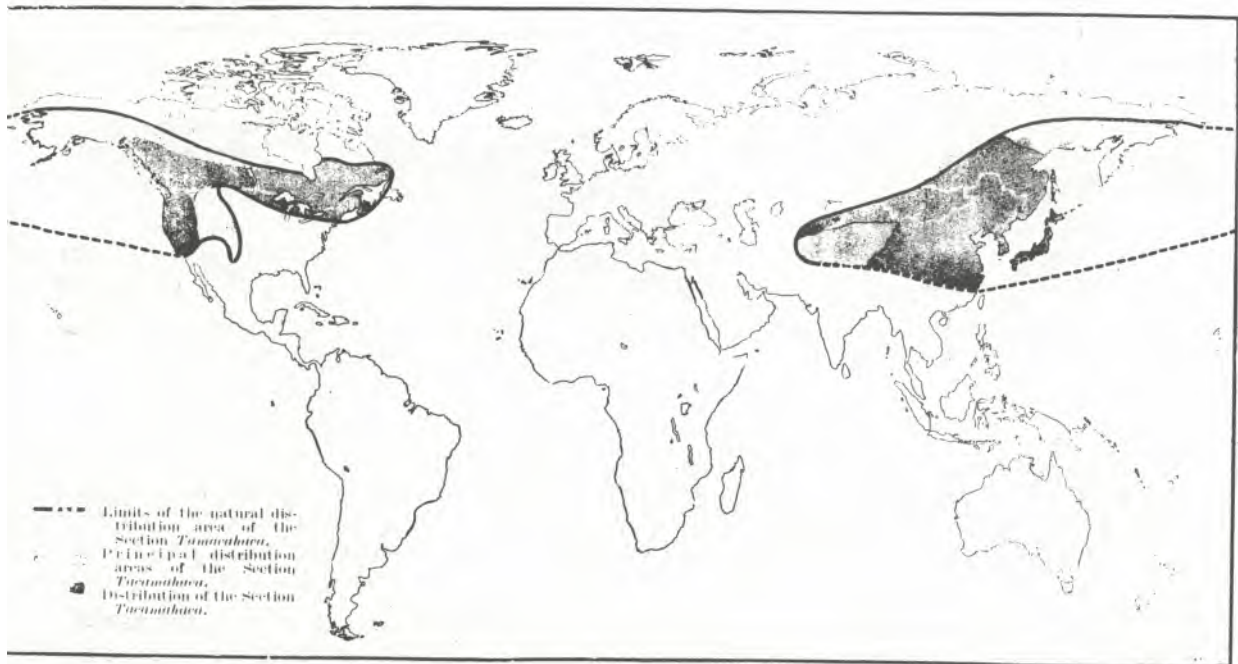 Limits of the natural dis-
tribution area of the
Section Tamacahaca.
Principal distribution
areas of the Section
Tacamahaca.
Distribution of the Section
Tacamahaca.